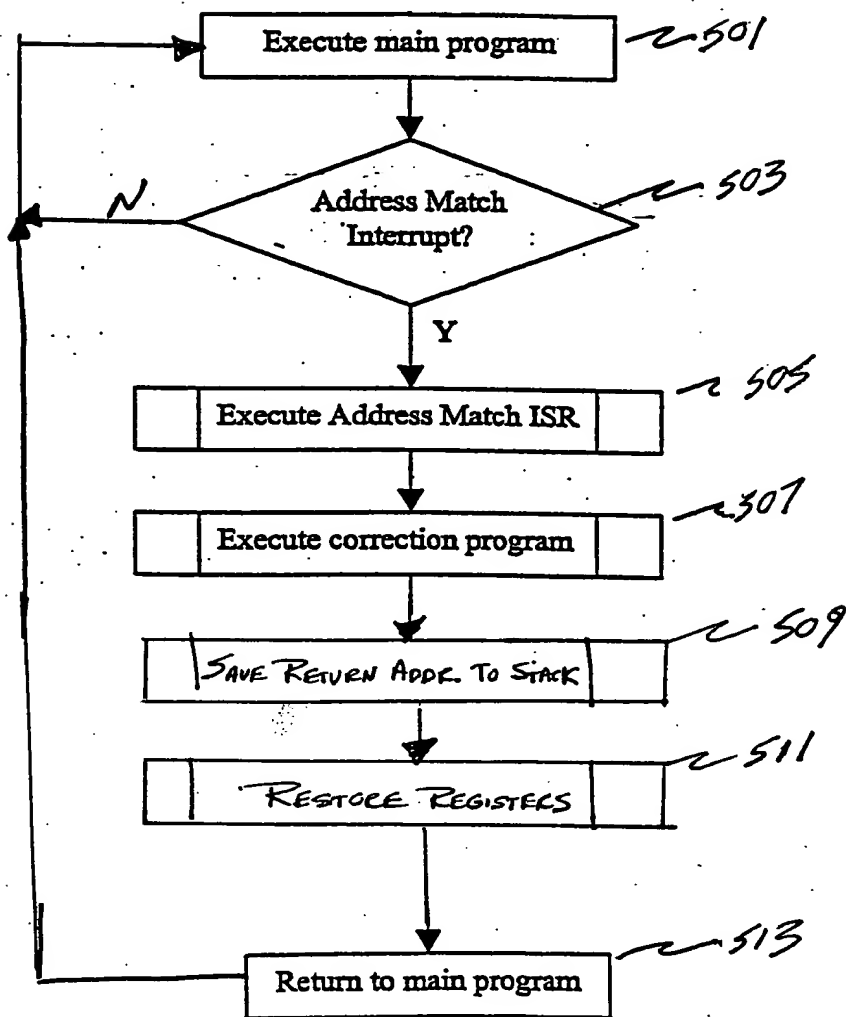 Execute main program
501
Address Match
Interrupt?
503
N
Y
Execute Address Match ISR
505
Execute correction program
507
SAVE RETURN ADDR. TO STACK
509
RESTORE REGISTERS
511
Return to main program
513